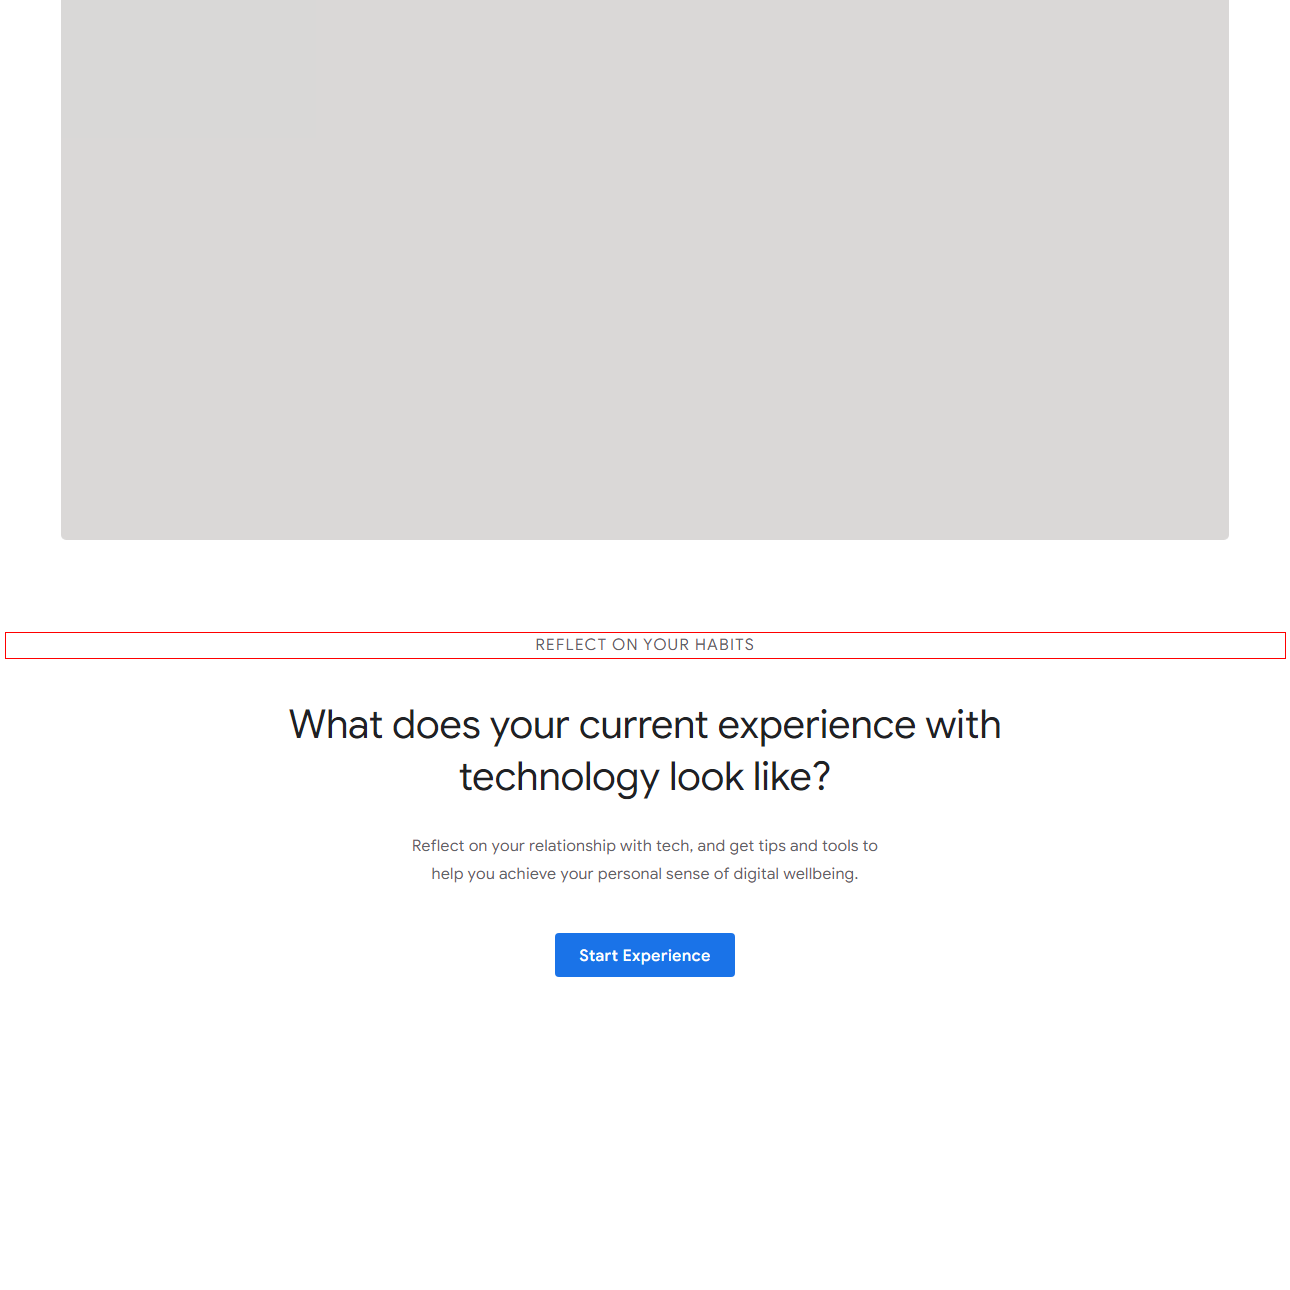 REFLECT ON YOUR HABITS
What does your current experience with
technology look like?
Reflect on your relationship with tech, and get tips and tools to
help you achieve your personal sense of digital wellbeing.
Start Experience